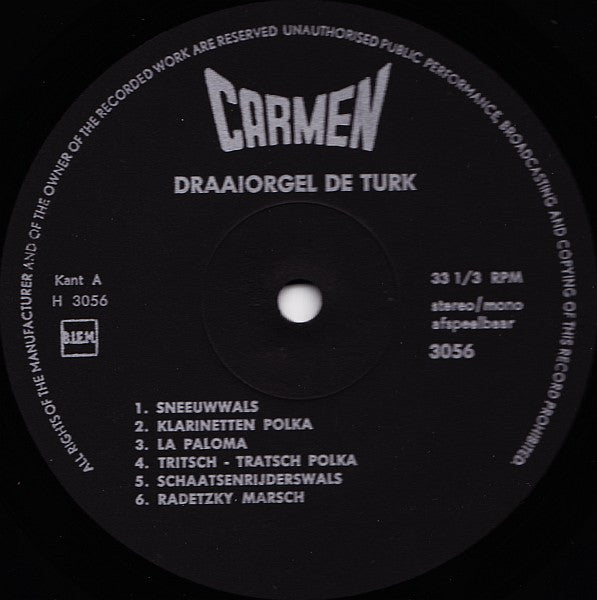 ALL RIGHTS OF THE MANUFACTURER AND OF THE OWNER OF THE RECORDED WORK ARE RESERVED UNAUTHORISED PUBLIC PERFORMANCE, BROADCASTING AND COPYING OF THIS RECORD PROHIBITED.
CARMEN
DRAAIORGEL DE TURK
Kant A
H 3056
B.I.E.M.
33 1/3 RPM
stereo/mono
afspeelbaar
3056
1. SNEEUWWALS
2. KLARINETTEN POLKA
3. LA PALOMA
4. TRITSCH - TRATSCH POLKA
5. SCHAATSENRIJDERSWALS
6. RADETZKY MARSCH